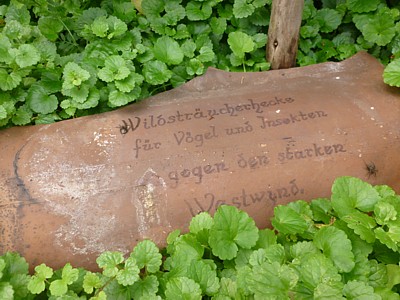 Wildsträucherhecke
für Vögel und Insekten
gegen den starken
Westwind.